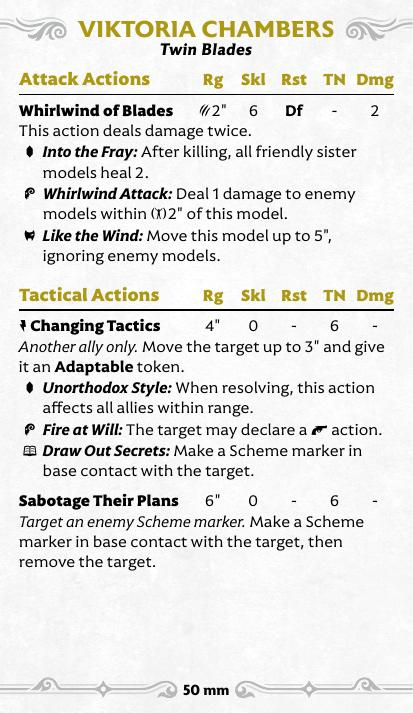 VIKTORIA CHAMBERS
Twin Blades
Attack Actions Rg Skl Rst TN Dmg
Whirlwind of Blades 2" 6 Df - 2
This action deals damage twice.
Into the Fray: After killing, all friendly sister
models heal 2.
Whirlwind Attack: Deal 1 damage to enemy
models within 2" of this model.
Like the Wind: Move this model up to 5",
ignoring enemy models.
Tactical Actions Rg Skl Rst TN Dmg
Changing Tactics 4" 0 - 6 -
Another ally only. Move the target up to 3" and give
it an Adaptable token.
Unorthodox Style: When resolving, this action
affects all allies within range.
Fire at Will: The target may declare a action.
Draw Out Secrets: Make a Scheme marker in
base contact with the target.
Sabotage Their Plans 6" 0 - 6 -
Target an enemy Scheme marker. Make a Scheme
marker in base contact with the target, then
remove the target.
50 mm